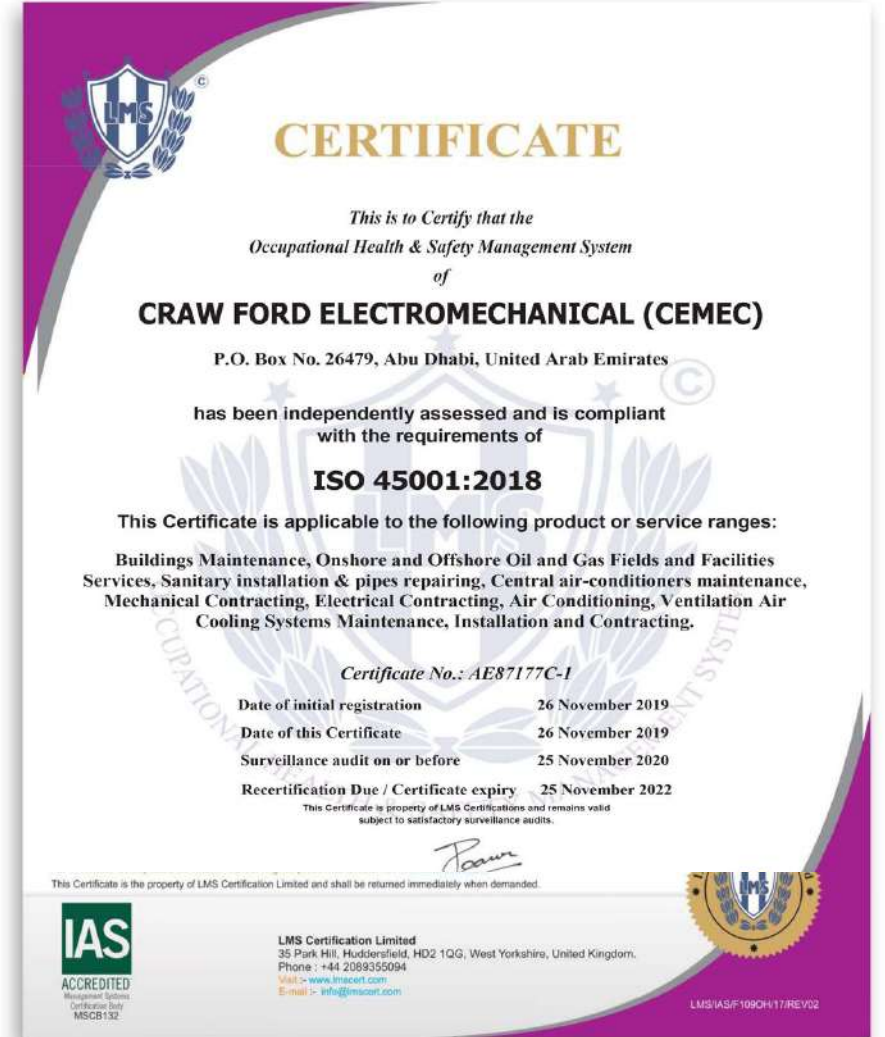 LMS
©
CERTIFICATE
This is to Certify that the
Occupational Health & Safety Management System
of
CRAW FORD ELECTROMECHANICAL (CEMEC)
P.O. Box No. 26479, Abu Dhabi, United Arab Emirates
©
has been independently assessed and is compliant
with the requirements of
ISO 45001:2018
LMS
This Certificate is applicable to the following product or service ranges:
Buildings Maintenance, Onshore and Offshore Oil and Gas Fields and Facilities
Services, Sanitary installation & pipes repairing, Central air-conditioners maintenance,
Mechanical Contracting, Electrical Contracting, Air Conditioning, Ventilation Air
Cooling Systems Maintenance, Installation and Contracting.
OCCUPATIONAL HEALTH MANAGEMENT SYSTEM
Certificate No.: AE87177C-1
Date of initial registration 26 November 2019
Date of this Certificate 26 November 2019
Surveillance audit on or before 25 November 2020
Recertification Due / Certificate expiry 25 November 2022
This Certificate is property of LMS Certifications and remains valid
subject to satisfactory surveillance audits.
This Certificate is the property of LMS Certification Limited and shall be returned immediately when demanded.
LMS
IAS
ACCREDITED
Management Systems
Certification Body
MSCB132
LMS Certification Limited
35 Park Hill, Huddersfield, HD2 1QG, West Yorkshire, United Kingdom.
Phone : +44 2089355094
Visit :- www.lmscert.com
E-mail :- info@lmscert.com
LMS/IAS/F109OH/17/REV02